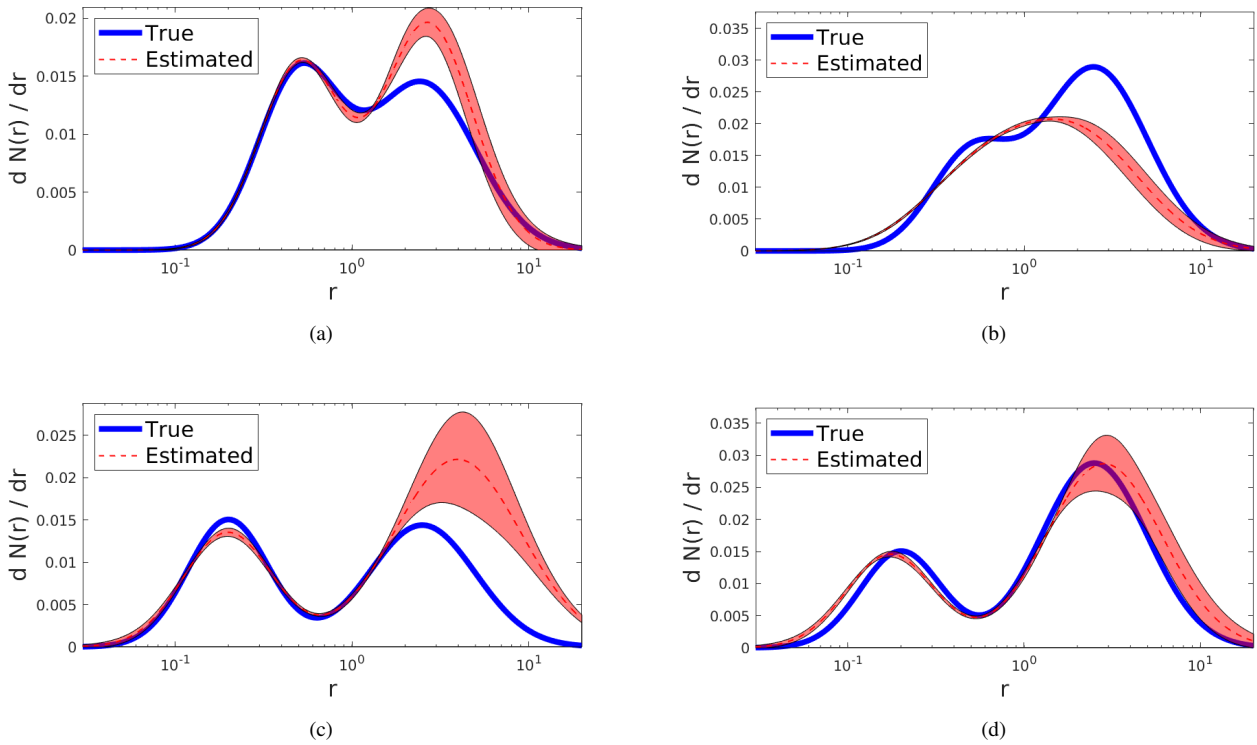 True
Estimated
d N(r) / dr
0.02
0.015
0.01
0.005
0
10-1
100
101
r
(a)
True
Estimated
d N(r) / dr
0.035
0.03
0.025
0.02
0.015
0.01
0.005
0
10-1
100
101
r
(b)
True
Estimated
d N(r) / dr
0.025
0.02
0.015
0.01
0.005
0
10-1
100
101
r
(c)
True
Estimated
d N(r) / dr
0.035
0.03
0.025
0.02
0.015
0.01
0.005
0
10-1
100
101
r
(d)